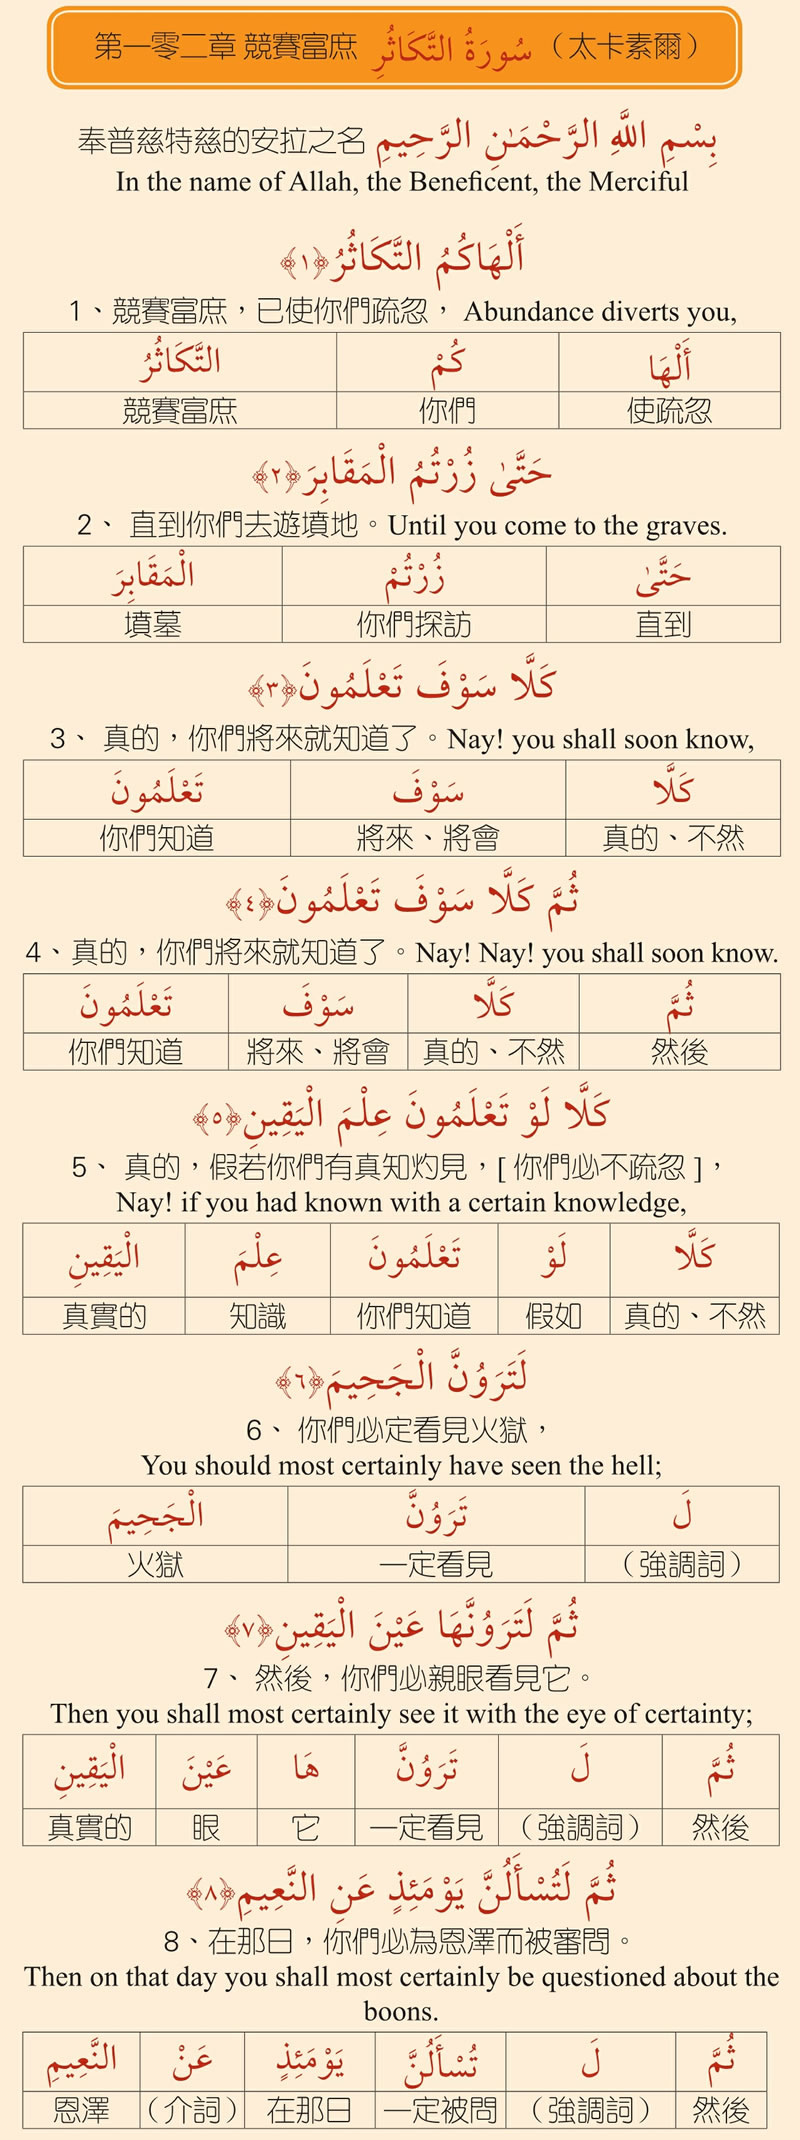 第一零二章 競賽富庶 سُورَةُ التَّكَاثُرِ （太卡素爾）
奉普慈特慈的安拉之名 بِسْمِ اللَّهِ الرَّحْمَـٰنِ الرَّحِيمِ
In the name of Allah, the Beneficent, the Merciful
أَلْهَاكُمُ التَّكَاثُرُ ﴿١﴾
1、競賽富庶，已使你們疏忽， Abundance diverts you,
أَلْهَا كُمْ التَّكَاثُرُ
競賽富庶 你們 使疏忽
حَتَّىٰ زُرْتُمُ الْمَقَابِرَ ﴿٢﴾
2、 直到你們去遊墳地。Until you come to the graves.
حَتَّىٰ زُرْتُمْ الْمَقَابِرَ
墳墓 你們探訪 直到
كَلَّا سَوْفَ تَعْلَمُونَ ﴿٣﴾
3、 真的，你們將來就知道了。Nay! you shall soon know,
كَلَّا سَوْفَ تَعْلَمُونَ
你們知道 將來、將會 真的、不然
ثُمَّ كَلَّا سَوْفَ تَعْلَمُونَ ﴿٤﴾
4、真的，你們將來就知道了。Nay! Nay! you shall soon know.
ثُمَّ كَلَّا سَوْفَ تَعْلَمُونَ
你們知道 將來、將會 真的、不然 然後
كَلَّا لَوْ تَعْلَمُونَ عِلْمَ الْيَقِينِ ﴿٥﴾
5、 真的，假若你們有真知灼見，[ 你們必不疏忽 ]，
Nay! if you had known with a certain knowledge,
كَلَّا لَوْ تَعْلَمُونَ عِلْمَ الْيَقِينِ
真實的 知識 你們知道 假如 真的、不然
لَتَرَوُنَّ الْجَحِيمَ ﴿٦﴾
6、 你們必定看見火獄，
You should most certainly have seen the hell;
لَ تَرَوُنَّ الْجَحِيمَ
火獄 一定看見 （強調詞）
ثُمَّ لَتَرَوُنَّهَا عَيْنَ الْيَقِينِ ﴿٧﴾
7、 然後，你們必親眼看見它。
Then you shall most certainly see it with the eye of certainty;
ثُمَّ لَ تَرَوُنَّ هَا عَيْنَ الْيَقِينِ
真實的 眼 它 一定看見 （強調詞） 然後
ثُمَّ لَتُسْأَلُنَّ يَوْمَئِذٍ عَنِ النَّعِيمِ ﴿٨﴾
8、在那日，你們必為恩澤而被審問。
Then on that day you shall most certainly be questioned about the
boons.
ثُمَّ لَ تُسْأَلُنَّ يَوْمَئِذٍ عَنْ النَّعِيمِ
恩澤 （介詞） 在那日 一定被問 （強調詞） 然後